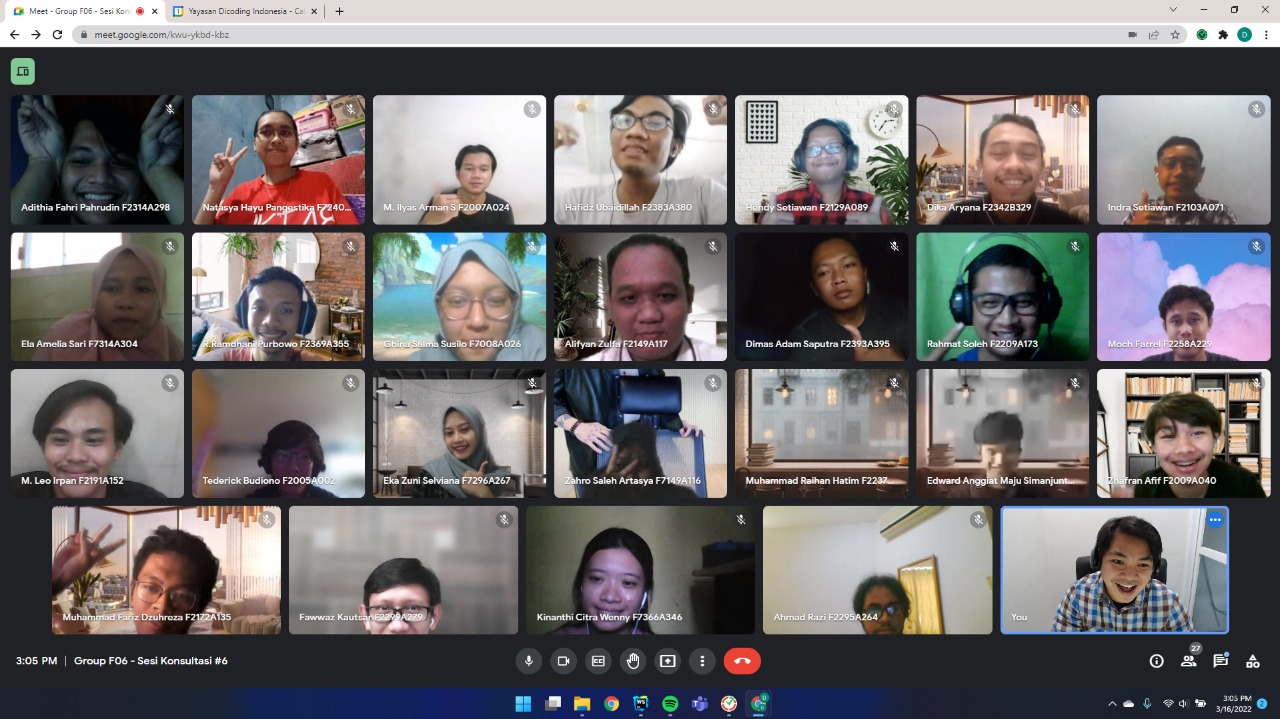 Meet - Group F06 - Sesi Kons
Yayasan Dicoding Indonesia - Cal
meet.google.com/kwu-ykbd-kbz
D
Adithia Fahri Pahrudin F2314A298
Natasya Hayu Pangestika F7240...
M. Ilyas Arman S F2007A024
Hafidz Ubaidillah F2383A380
Hendy Setiawan F2129A089
Dika Aryana F2342B329
Indra Setiawan F2103A071
Ela Amelia Sari F7314A304
R.Ramdhani Purbowo F2369A355
Ghina Salma Susilo F7008A026
Alifyan Zulfa F2149A117
Dimas Adam Saputra F2393A395
Rahmat Soleh F2209A173
Moch Farrel F2258A229
M. Leo Irpan F2191A152
Tederick Budiono F2005A002
Eka Zuni Selviana F7296A267
Zahro Saleh Artasya F7149A116
Muhammad Raihan Hatim F2237...
Edward Anggiat Maju Simanjunt...
Zhafran Afif F2009A040
Muhammad Fariz Dzuhreza F2172A135
Fawwaz Kautsar F2299A279
Kinanthi Citra Wenny F7366A346
Ahmad Razi F2295A264
You
3:05 PM | Group F06 - Sesi Konsultasi #6
27
3:05 PM
3/16/2022
2